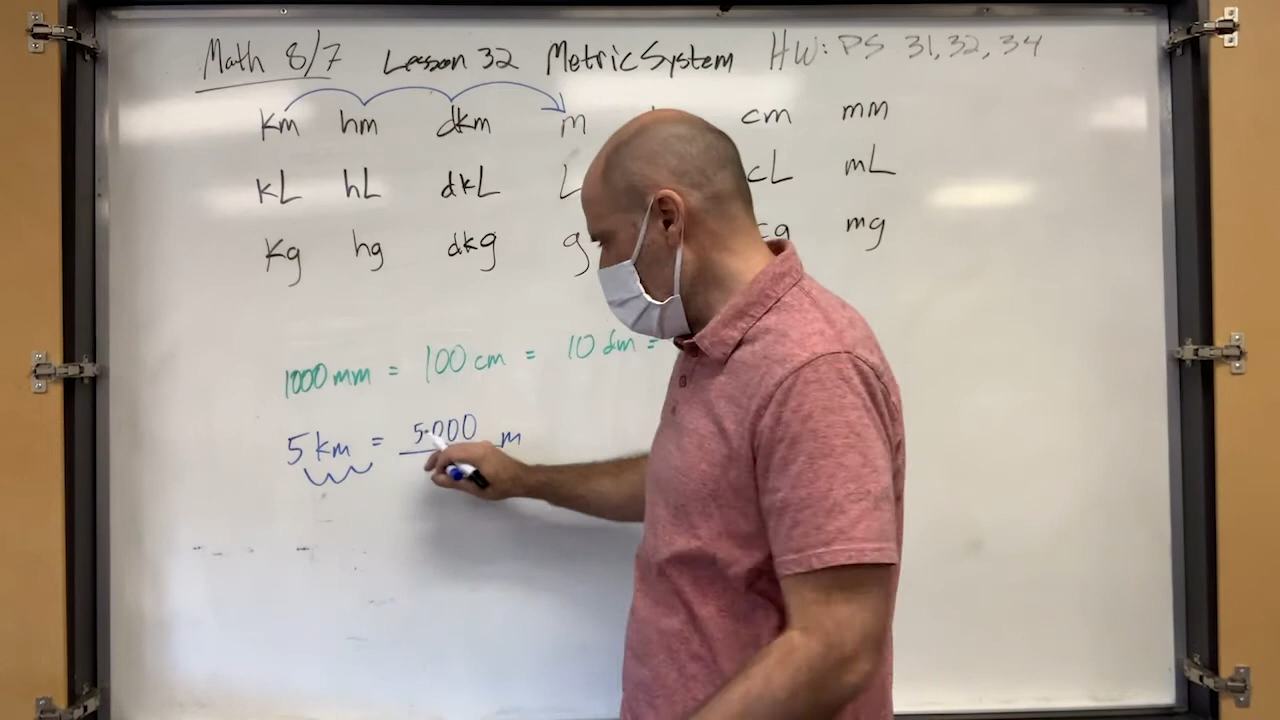 Math 8/7 Lesson 32 Metric System HW: PS 31, 32, 34
km hm dkm m cm mm
kL hL dkL L cL mL
kg hg dkg g cg mg
1000 mm = 100 cm = 10 dm =
5 km = 5.000 m